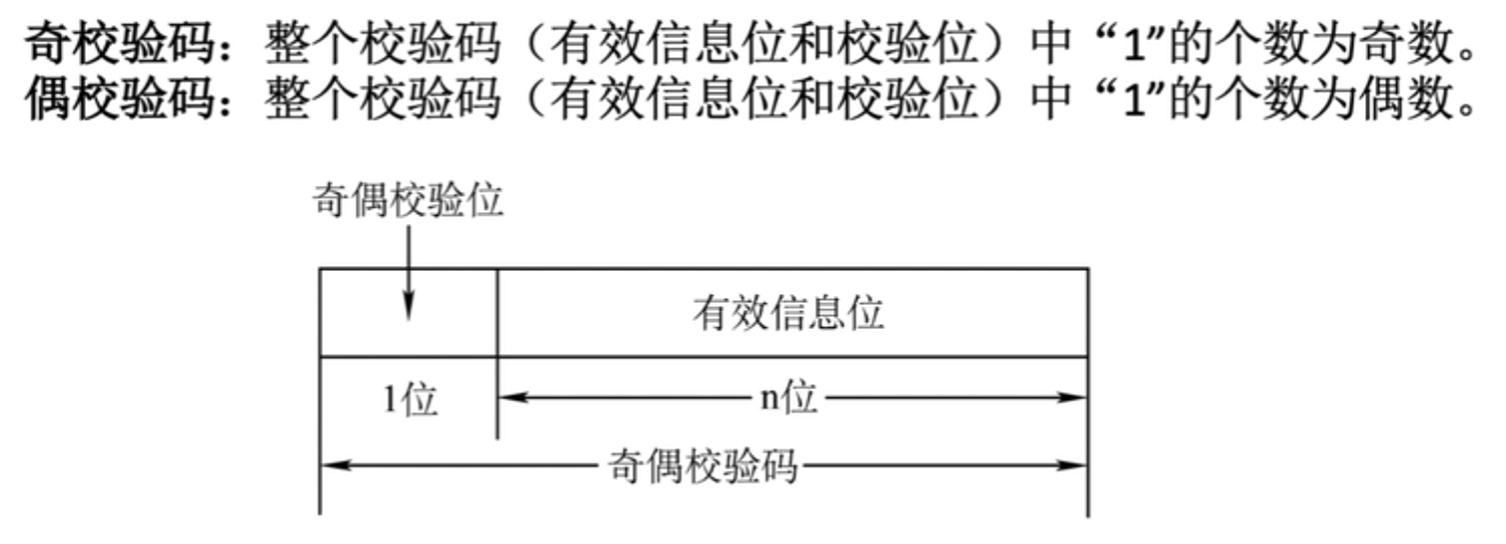 奇校验码：整个校验码（有效信息位和校验位）中“1”的个数为奇数。
偶校验码：整个校验码（有效信息位和校验位）中“1”的个数为偶数。
奇偶校验位
有效信息位
1位
n位
奇偶校验码